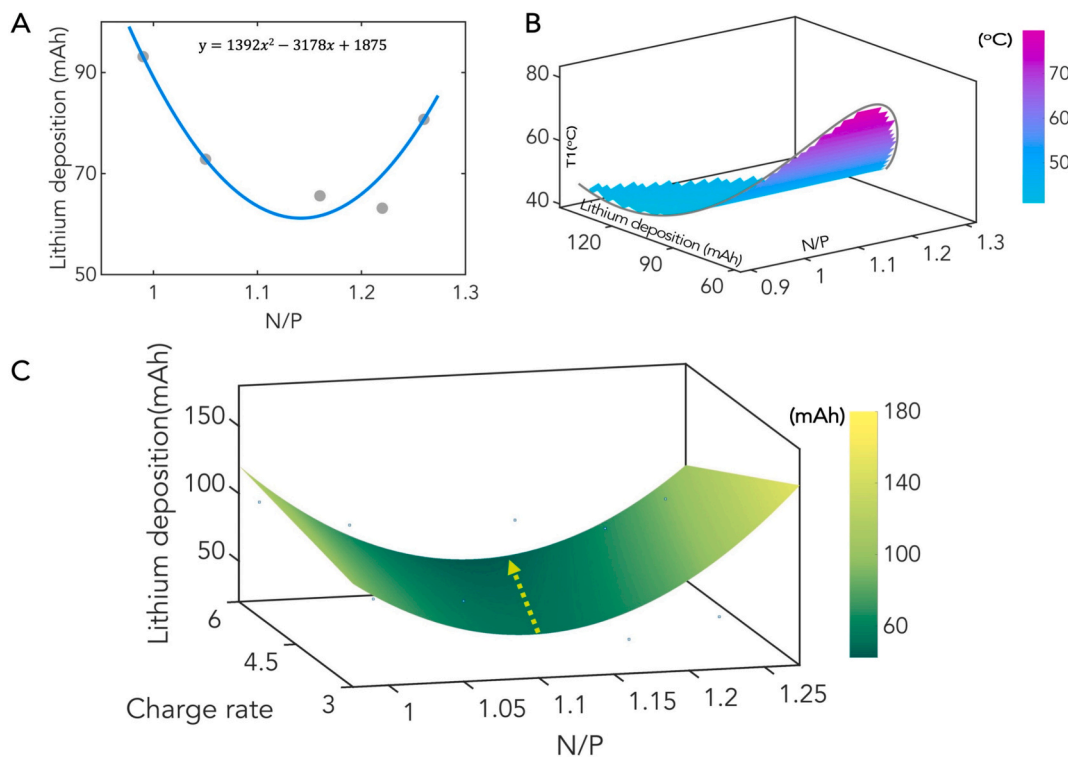 A
y = 1392x² − 3178x + 1875
Lithium deposition (mAh)
90
70
50
1
1.1
1.2
1.3
N/P
B
(°C)
80
60
40
T1(°C)
Lithium deposition (mAh)
120
90
60
N/P
0.9
1
1.1
1.2
1.3
70
60
50
C
Lithium deposition(mAh)
150
100
50
6
4.5
3
Charge rate
1
1.05
1.1
1.15
1.2
1.25
N/P
(mAh)
180
140
100
60